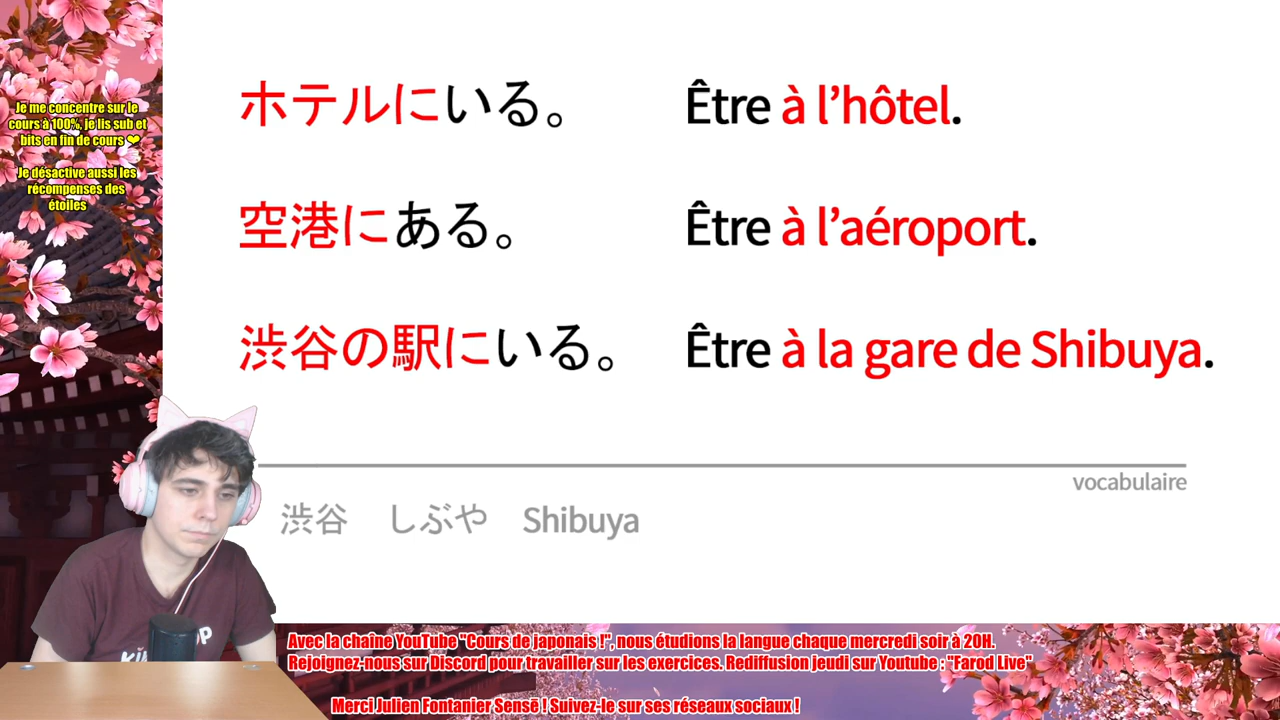 Je me concentre sur le
cours à 100%, je lis sub et
bits en fin de cours ❤
Je désactive aussi les
récompenses des
étoiles
ホテルにいる。 Être à l’hôtel.
空港にある。 Être à l’aéroport.
渋谷の駅にいる。 Être à la gare de Shibuya.
vocabulaire
渋谷 しぶや Shibuya
Avec la chaîne YouTube "Cours de japonais !", nous étudions la langue chaque mercredi soir à 20H.
Rejoignez-nous sur Discord pour travailler sur les exercices. Rediffusion jeudi sur Youtube : "Farod Live"
Merci Julien Fontanier Sensē ! Suivez-le sur ses réseaux sociaux !